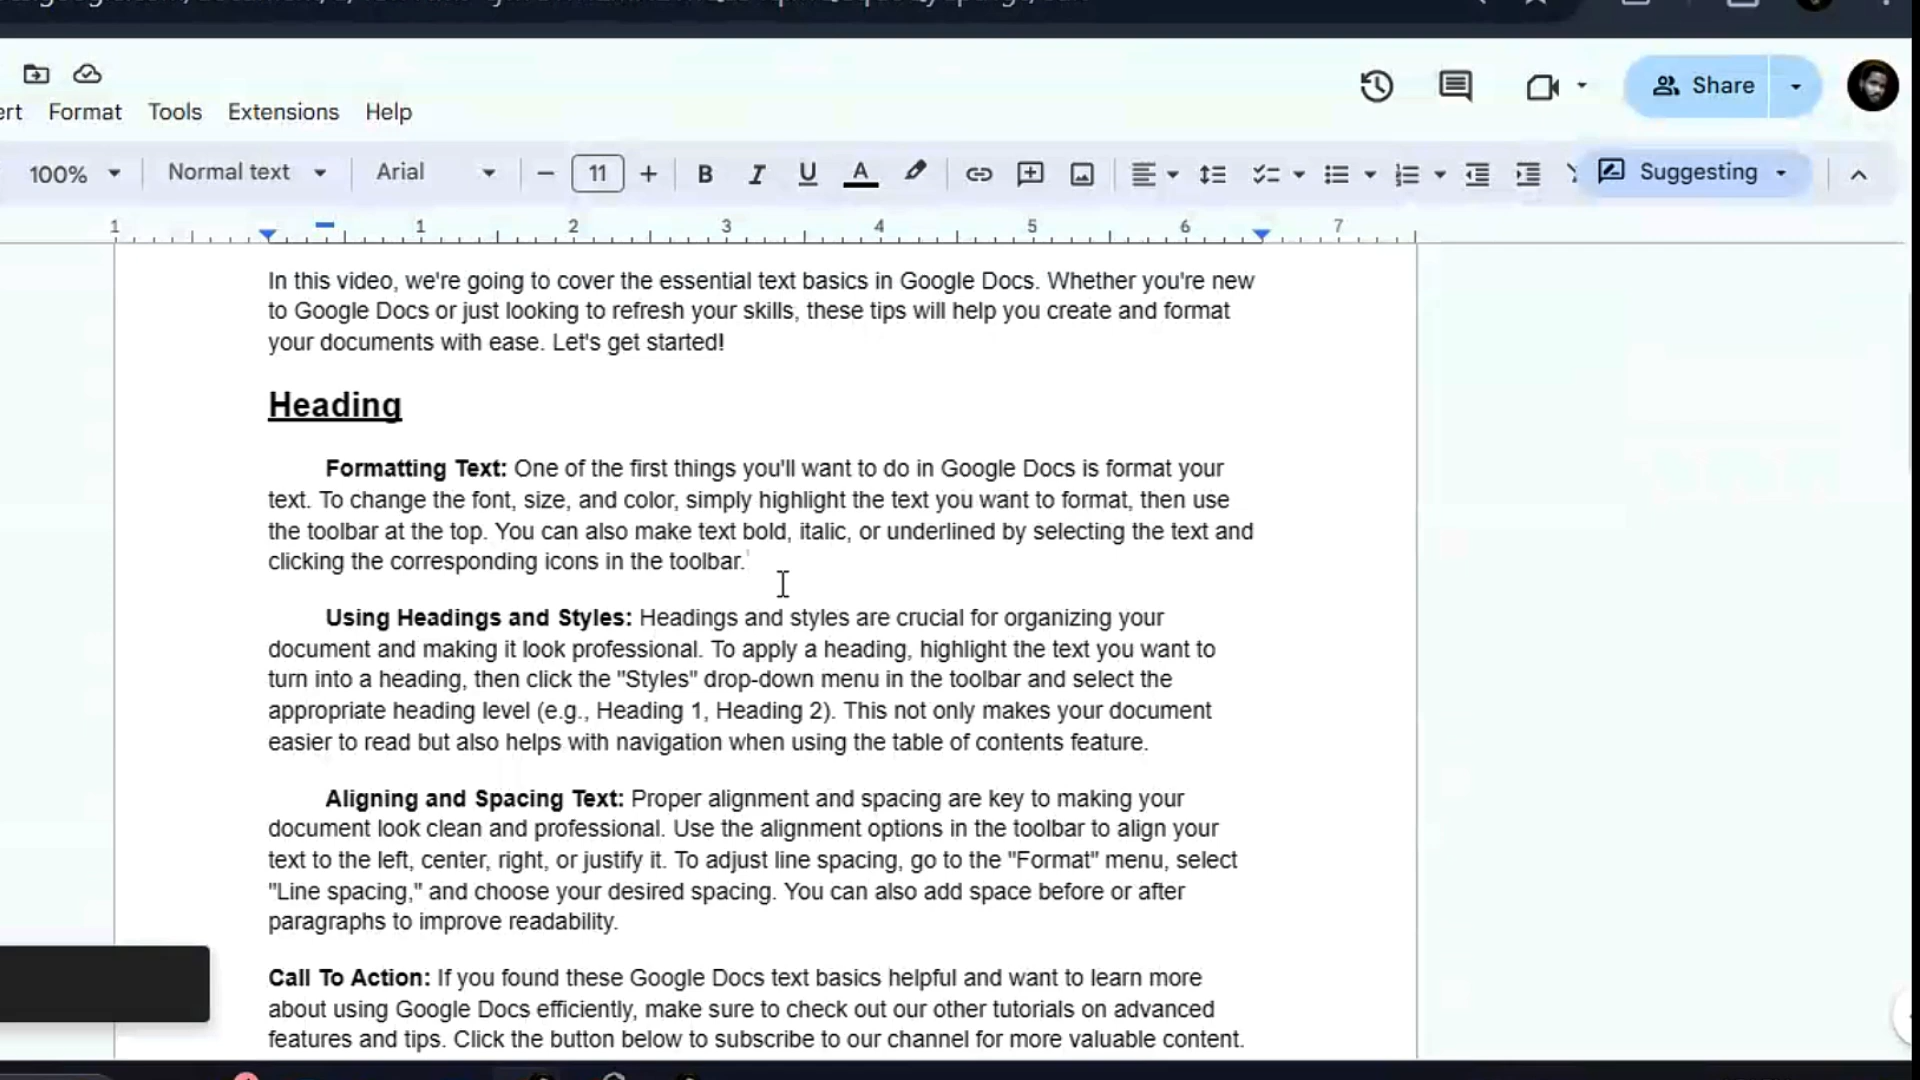 Share
Format Tools Extensions Help
100% Normal text Arial 11 B I U A Suggesting
1 1 2 3 4 5 6 7
In this video, we're going to cover the essential text basics in Google Docs. Whether you're new
to Google Docs or just looking to refresh your skills, these tips will help you create and format
your documents with ease. Let's get started!
Heading
Formatting Text: One of the first things you'll want to do in Google Docs is format your
text. To change the font, size, and color, simply highlight the text you want to format, then use
the toolbar at the top. You can also make text bold, italic, or underlined by selecting the text and
clicking the corresponding icons in the toolbar.
Using Headings and Styles: Headings and styles are crucial for organizing your
document and making it look professional. To apply a heading, highlight the text you want to
turn into a heading, then click the "Styles" drop-down menu in the toolbar and select the
appropriate heading level (e.g., Heading 1, Heading 2). This not only makes your document
easier to read but also helps with navigation when using the table of contents feature.
Aligning and Spacing Text: Proper alignment and spacing are key to making your
document look clean and professional. Use the alignment options in the toolbar to align your
text to the left, center, right, or justify it. To adjust line spacing, go to the "Format" menu, select
"Line spacing," and choose your desired spacing. You can also add space before or after
paragraphs to improve readability.
Call To Action: If you found these Google Docs text basics helpful and want to learn more
about using Google Docs efficiently, make sure to check out our other tutorials on advanced
features and tips. Click the button below to subscribe to our channel for more valuable content.